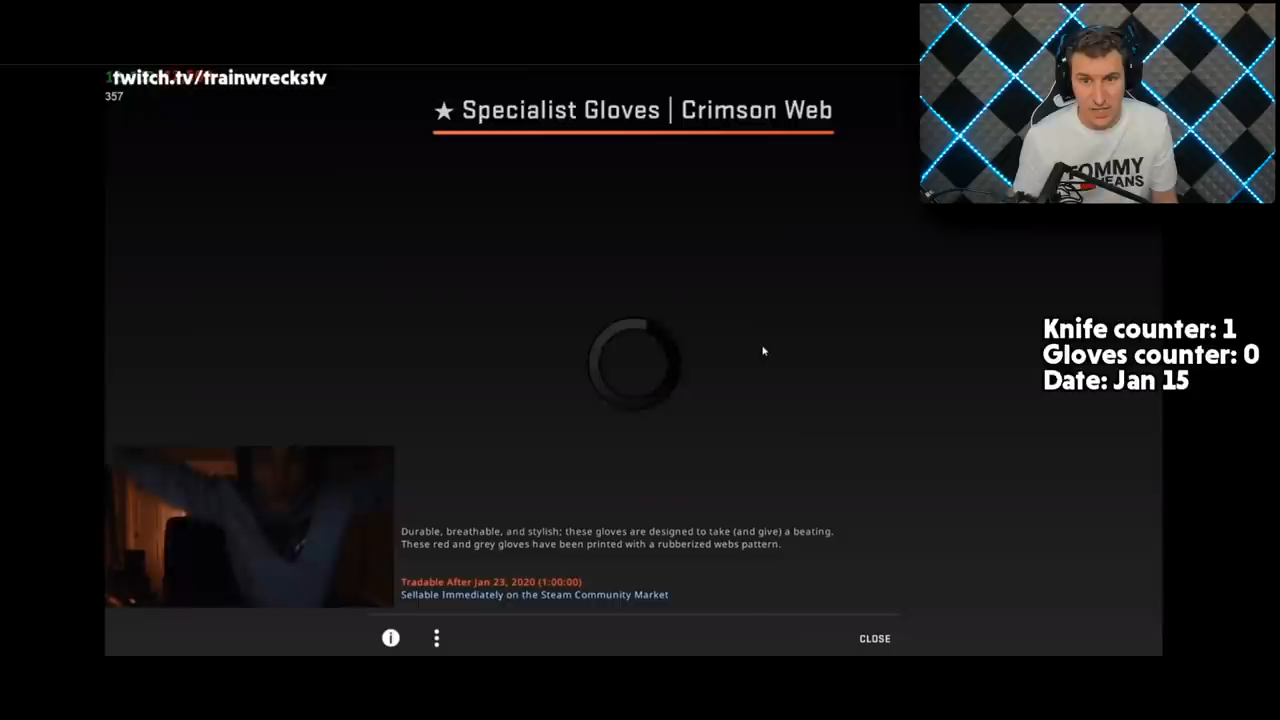 twitch.tv/trainwreckstv
357
★ Specialist Gloves | Crimson Web
TOMMY
JEANS
Knife counter: 1
Gloves counter: 0
Date: Jan 15
Durable, breathable, and stylish; these gloves are designed to take (and give) a beating.
These red and grey gloves have been printed with a rubberized webs pattern.
Tradable After Jan 23, 2020 (1:00:00)
Sellable Immediately on the Steam Community Market
CLOSE